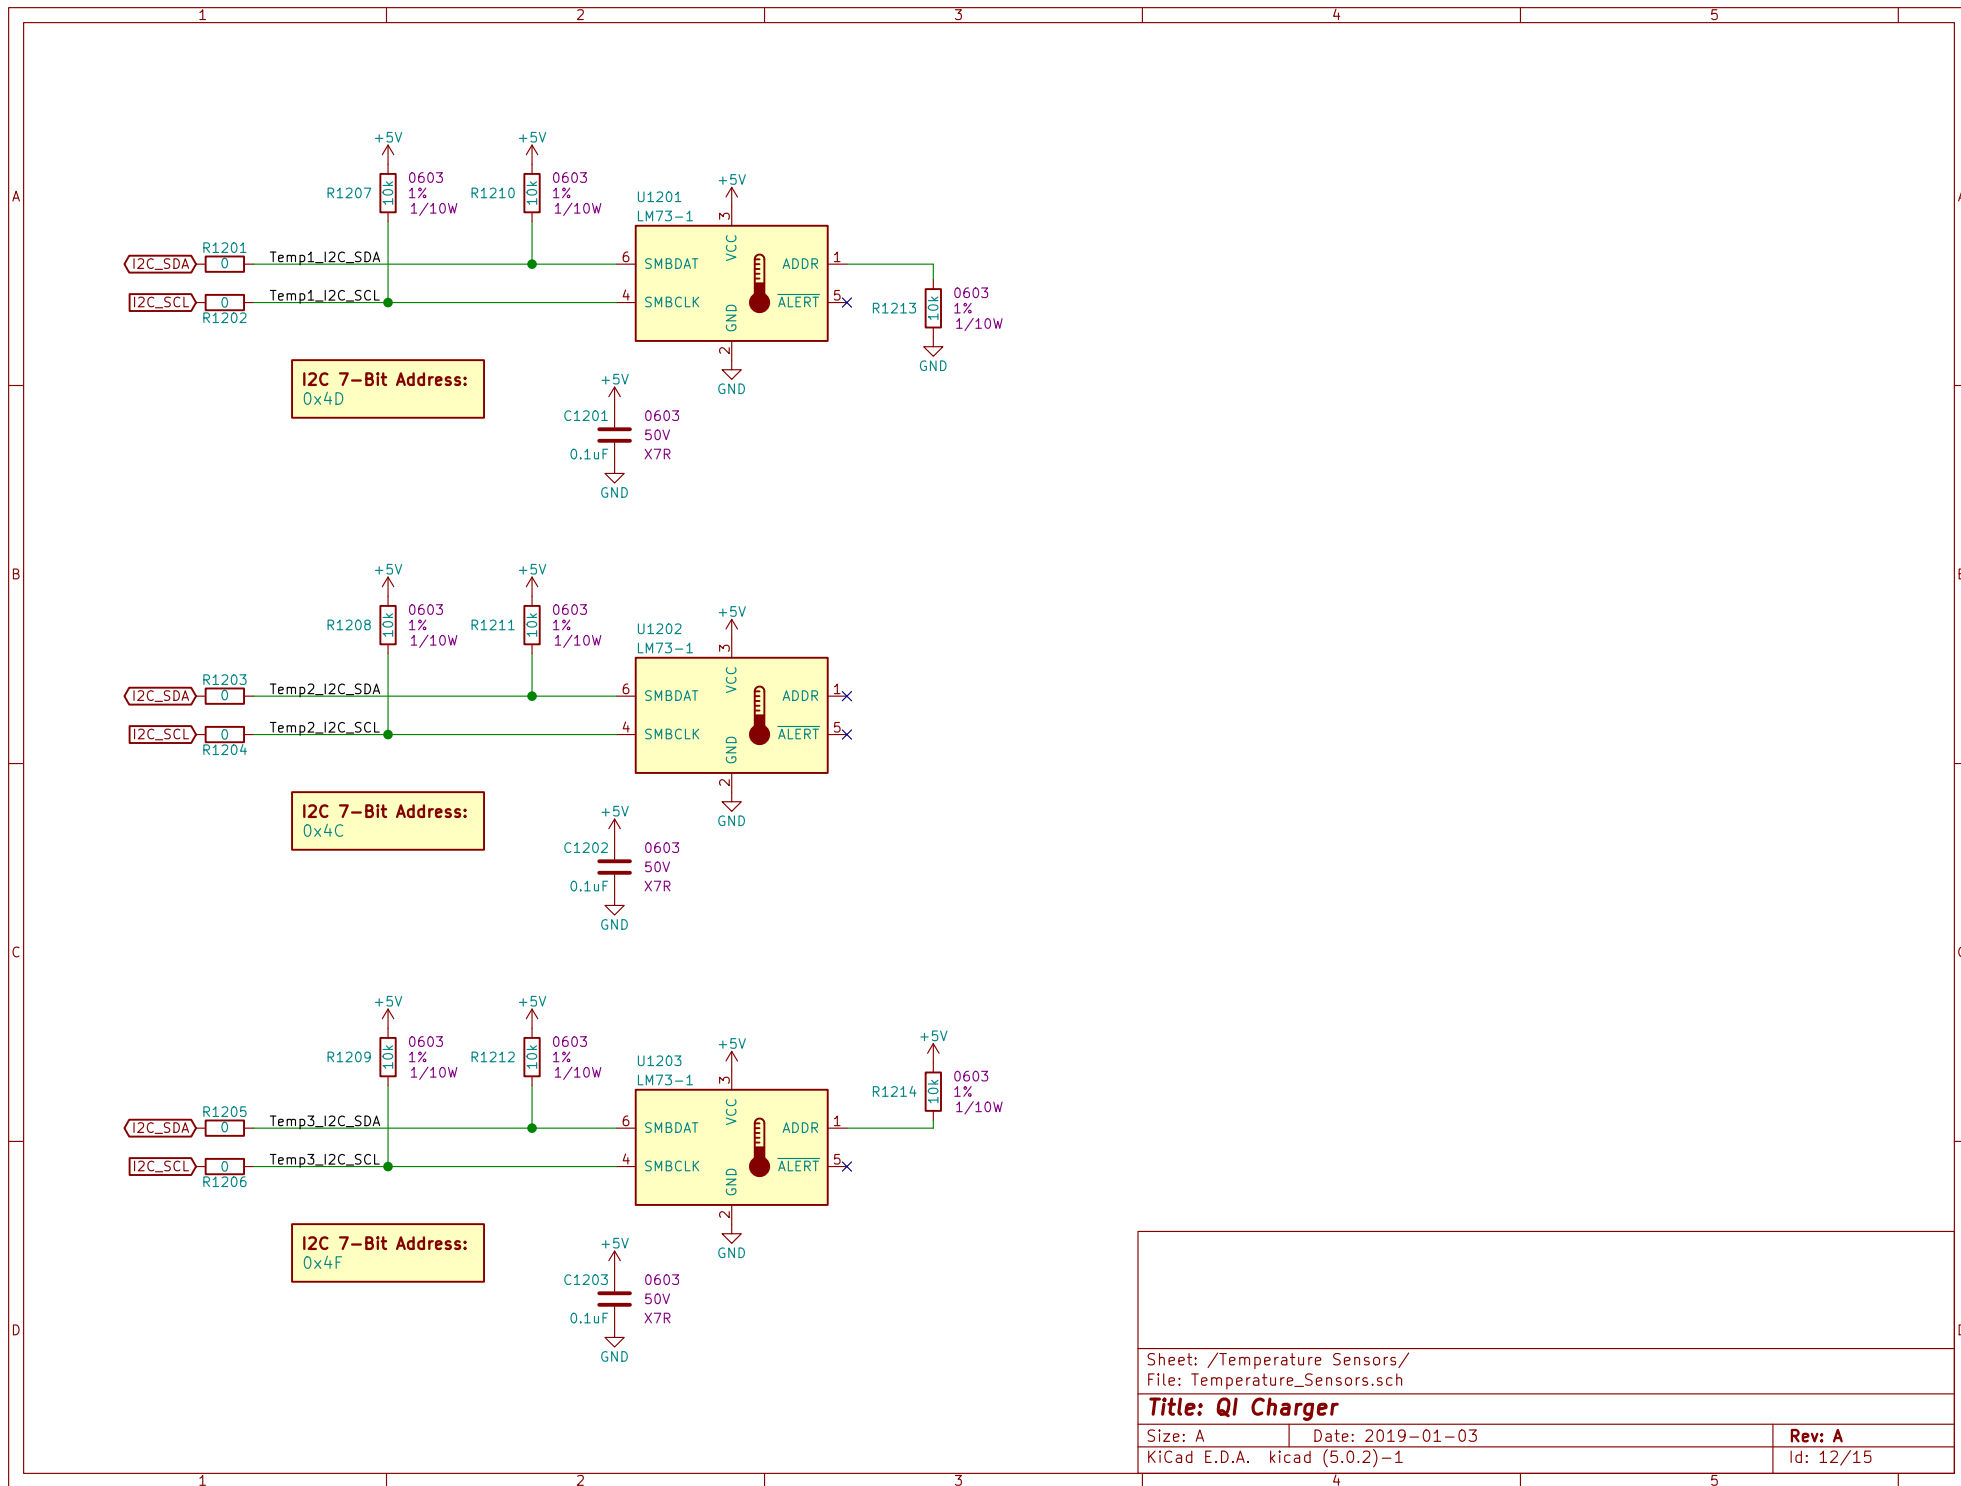 1 2 3 4 5
A
B
C
D
+5V +5V
R1207 10k 0603 1% 1/10W
R1210 10k 0603 1% 1/10W
U1201
LM73-1
+5V
R1201
I2C_SDA 0 Temp1_I2C_SDA
I2C_SCL 0 Temp1_I2C_SCL
R1202
3 VCC
6 SMBDAT ADDR 1
4 SMBCLK ALERT 5
GND 2
GND
R1213 10k 0603 1% 1/10W
GND
I2C 7-Bit Address:
0x4D
+5V
C1201 0603
50V
0.1uF X7R
GND
+5V +5V
R1208 10k 0603 1% 1/10W
R1211 10k 0603 1% 1/10W
U1202
LM73-1
+5V
R1203
I2C_SDA 0 Temp2_I2C_SDA
I2C_SCL 0 Temp2_I2C_SCL
R1204
3 VCC
6 SMBDAT ADDR 1
4 SMBCLK ALERT 5
GND 2
GND
I2C 7-Bit Address:
0x4C
+5V
C1202 0603
50V
0.1uF X7R
GND
+5V +5V
R1209 10k 0603 1% 1/10W
R1212 10k 0603 1% 1/10W
U1203
LM73-1
+5V
+5V
R1214 10k 0603 1% 1/10W
R1205
I2C_SDA 0 Temp3_I2C_SDA
I2C_SCL 0 Temp3_I2C_SCL
R1206
3 VCC
6 SMBDAT ADDR 1
4 SMBCLK ALERT 5
GND 2
GND
I2C 7-Bit Address:
0x4F
+5V
C1203 0603
50V
0.1uF X7R
GND
Sheet: /Temperature Sensors/
File: Temperature_Sensors.sch
Title: QI Charger
Size: A Date: 2019-01-03 Rev: A
KiCad E.D.A. kicad (5.0.2)-1 Id: 12/15
1 2 3 4 5